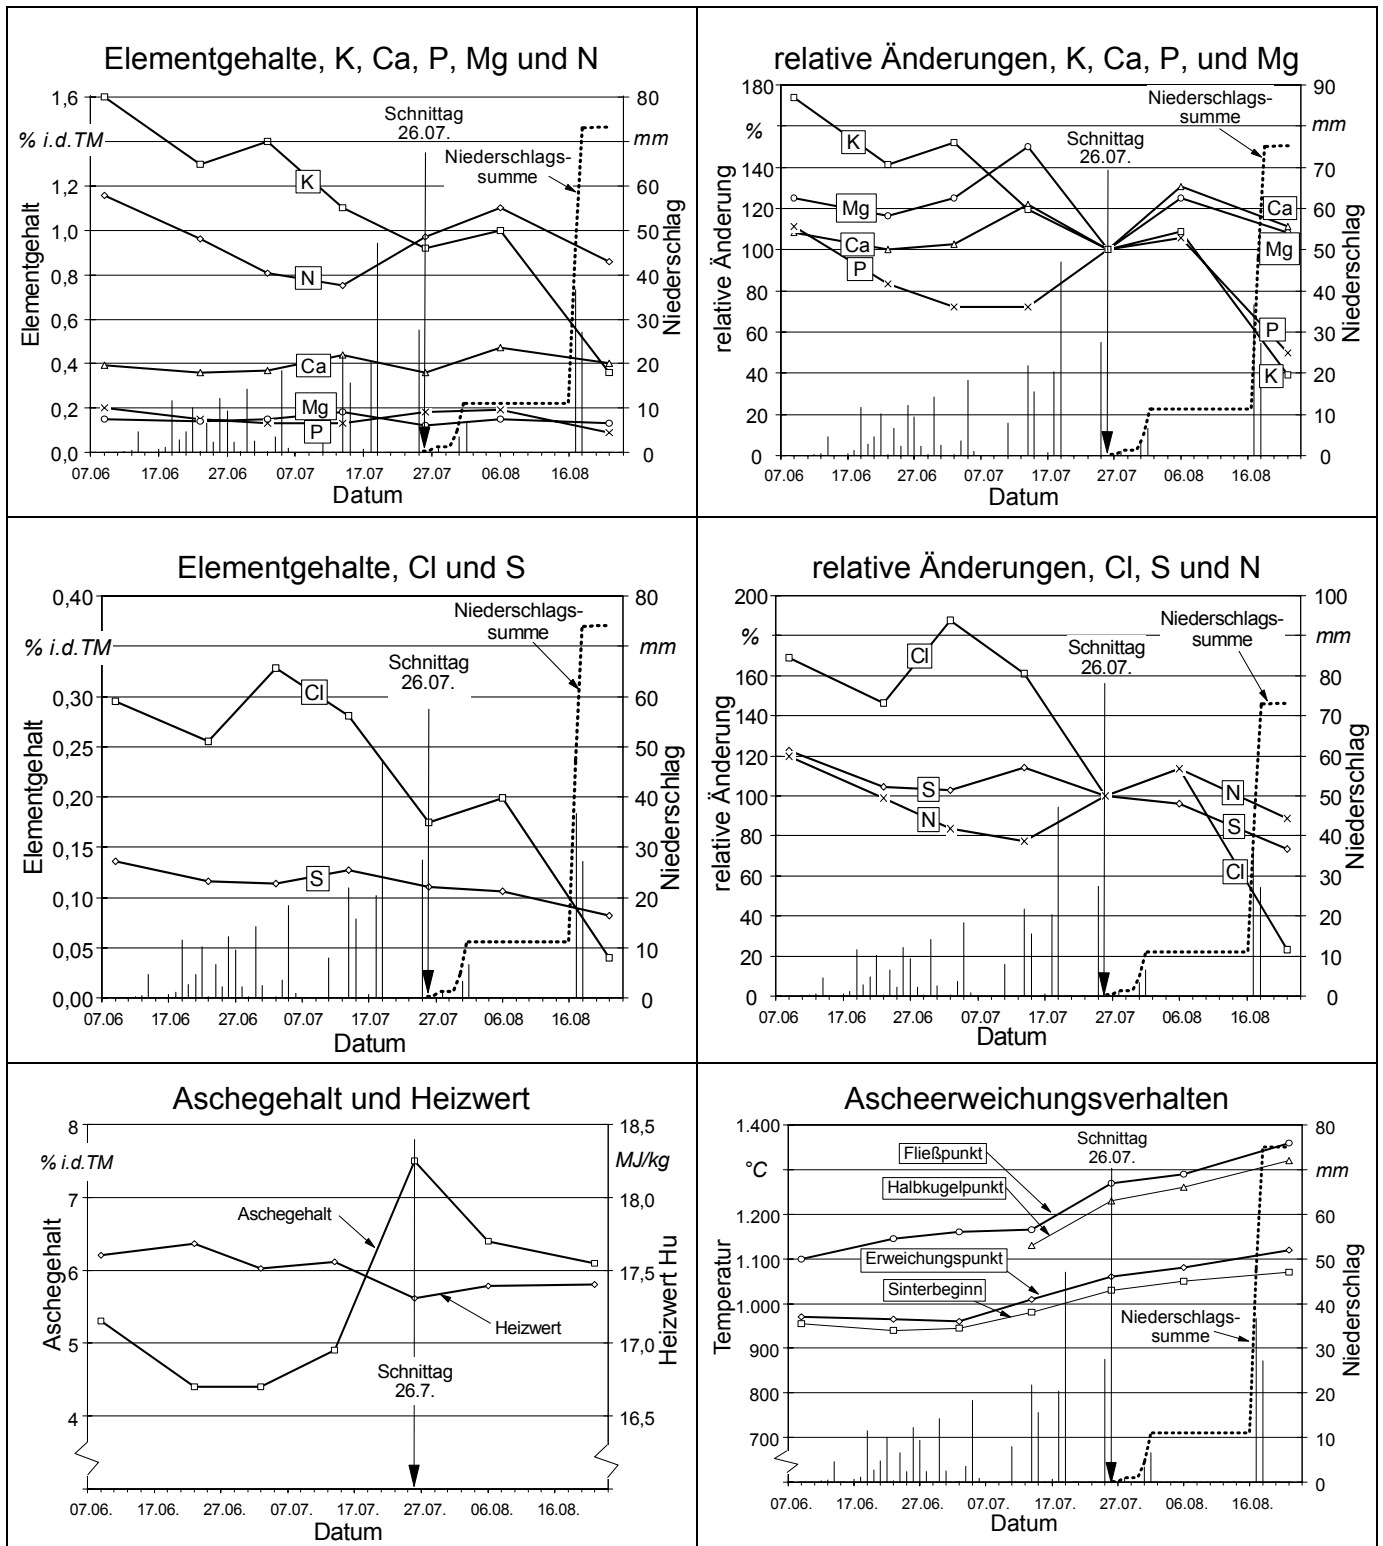 Elementgehalte, K, Ca, P, Mg und N
1,6
1,2
1,0
0,8
0,6
0,4
0,2
0,0
% i.d.TM
Elementgehalt
80
70
60
50
40
30
20
10
0
mm
Niederschlag
Schnittag
26.07.
Niederschlags-
summe
K
N
Ca
Mg
P
07.06 17.06 27.06 07.07 17.07 27.07 06.08 16.08
Datum
relative Änderungen, K, Ca, P, und Mg
180
%
140
120
100
80
60
40
20
0
relative Änderung
90
mm
70
60
50
40
30
20
10
0
Niederschlag
Niederschlags-
summe
Schnittag
26.07.
K
Mg
Ca
P
Ca
Mg
P
K
07.06 17.06 27.06 07.07 17.07 27.07 06.08 16.08
Datum
Elementgehalte, Cl und S
0,40
% i.d.TM
0,30
0,25
0,20
0,15
0,10
0,05
0,00
Elementgehalt
80
mm
60
50
40
30
20
10
0
Niederschlag
Niederschlags-
summe
Schnittag
26.07.
Cl
S
07.06 17.06 27.06 07.07 17.07 27.07 06.08 16.08
Datum
relative Änderungen, Cl, S und N
200
%
160
140
120
100
80
60
40
20
0
relative Änderung
100
mm
80
70
60
50
40
30
20
10
0
Niederschlag
Niederschlags-
summe
Schnittag
26.07.
Cl
S
N
N
S
Cl
07.06 17.06 27.06 07.07 17.07 27.07 06.08 16.08
Datum
Aschegehalt und Heizwert
8
% i.d.TM
7
6
5
4
Aschegehalt
18,5
MJ/kg
18,0
17,5
17,0
16,5
Heizwert Hu
Aschegehalt
Heizwert
Schnittag
26.7.
07.06. 17.06. 27.06. 07.07. 17.07. 27.07. 06.08. 16.08.
Datum
Ascheerweichungsverhalten
1.400
°C
1.200
1.100
1.000
900
800
700
Temperatur
80
mm
60
50
40
30
20
10
0
Niederschlag
Schnittag
26.07.
Fließpunkt
Halbkugelpunkt
Erweichungspunkt
Sinterbeginn
Niederschlags-
summe
07.06. 17.06. 27.06. 07.07. 17.07. 27.07. 06.08. 16.08.
Datum